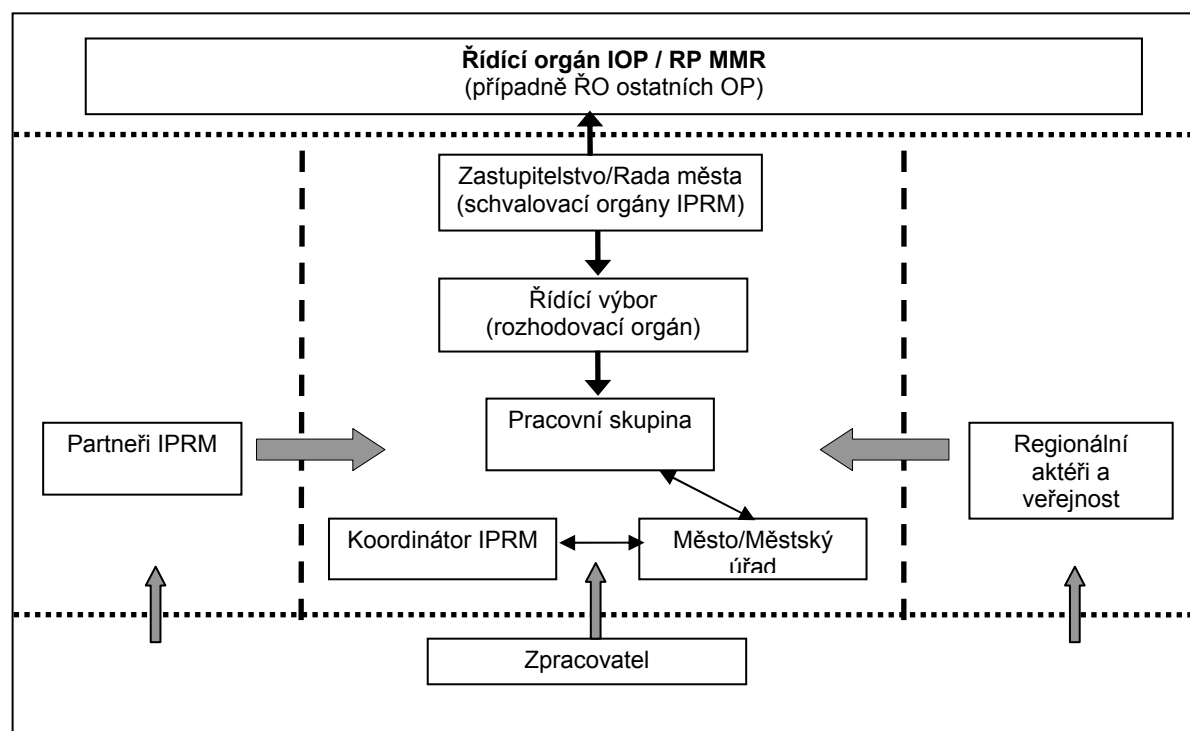 Řídící orgán IOP / RP MMR
(případně ŘO ostatních OP)
Zastupitelstvo/Rada města
(schvalovací orgány IPRM)
Řídící výbor
(rozhodovací orgán)
Pracovní skupina
Partneři IPRM
Regionální
aktéři a
veřejnost
Koordinátor IPRM
Město/Městský
úřad
Zpracovatel